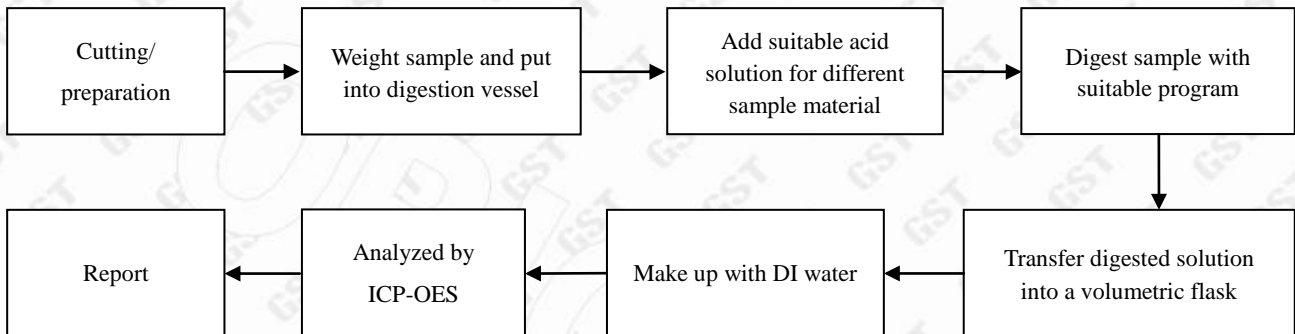 Cutting/
preparation
Weight sample and put
into digestion vessel
Add suitable acid
solution for different
sample material
Digest sample with
suitable program
Transfer digested solution
into a volumetric flask
Make up with DI water
Analyzed by
ICP-OES
Report
GST